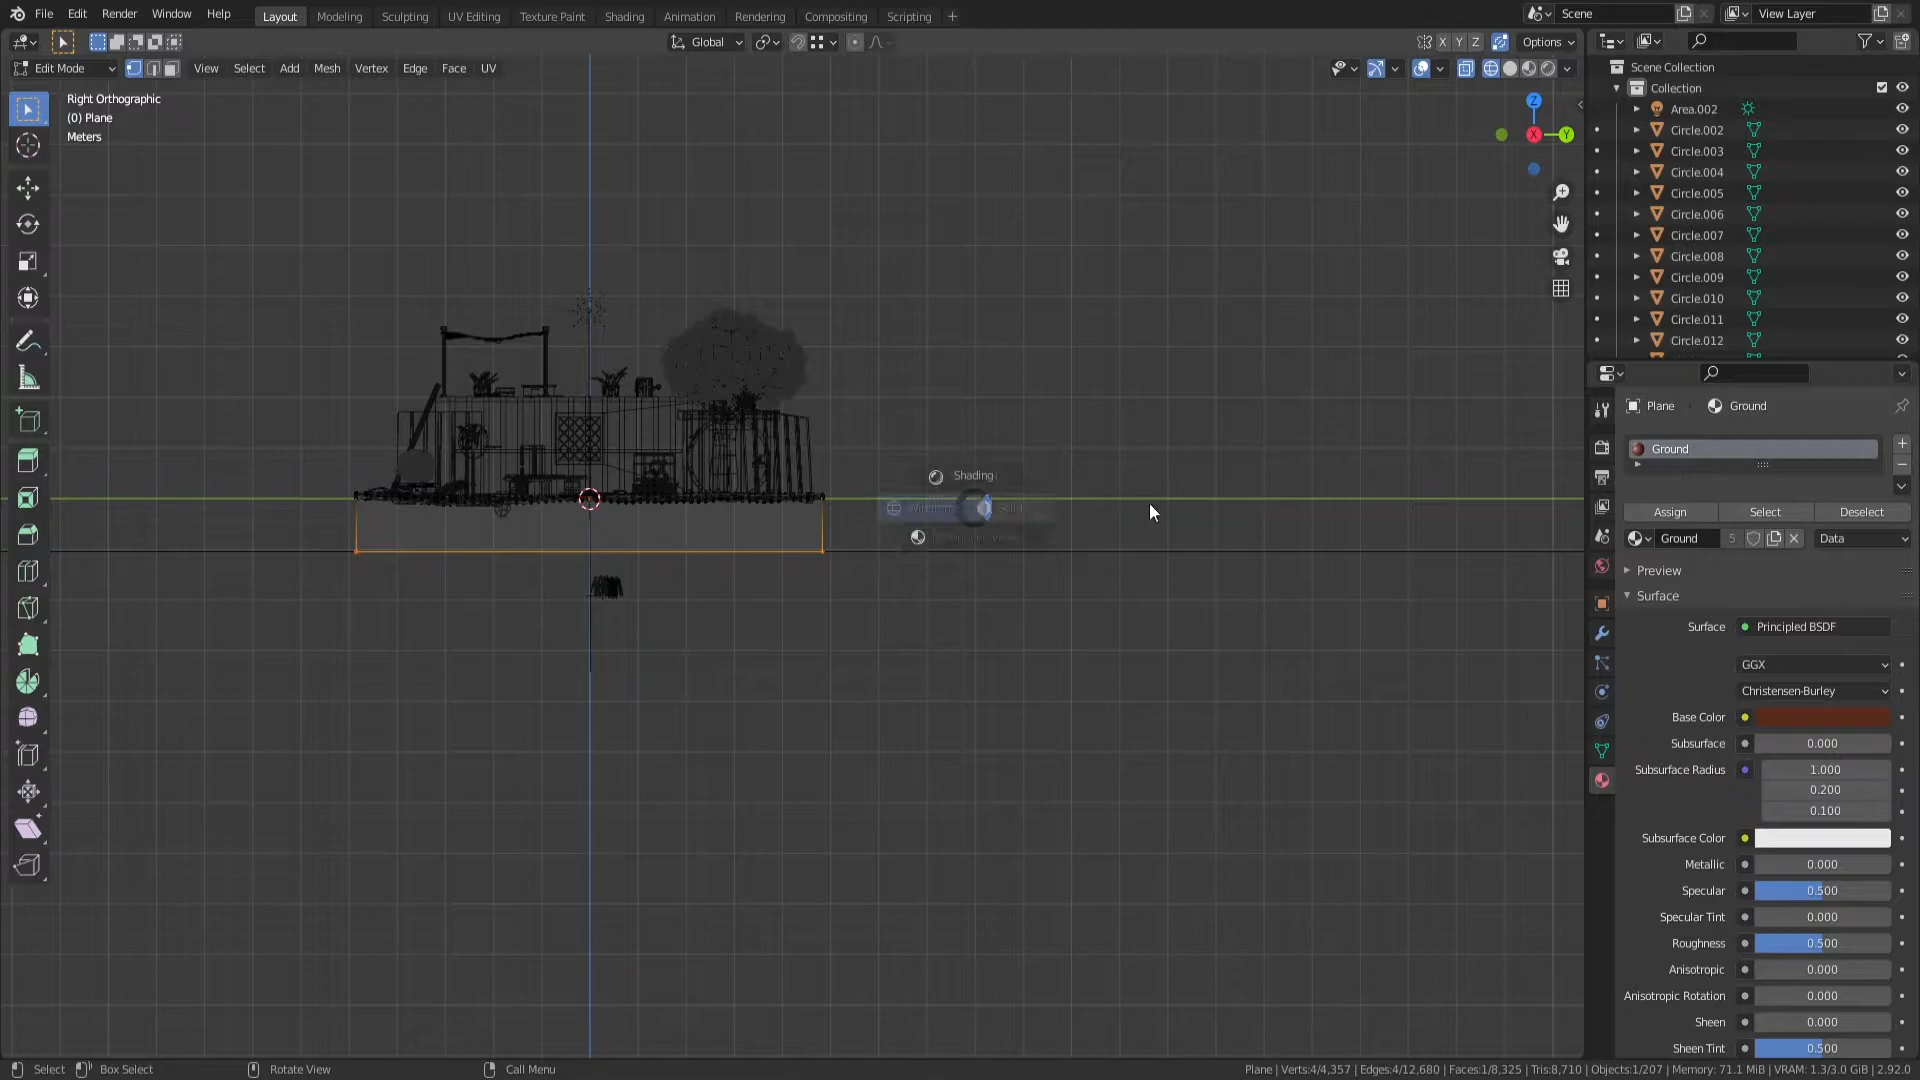 File Edit Render Window Help Layout Modeling Sculpting UV Editing Texture Paint Shading Animation Rendering Compositing Scripting + Scene View Layer
Global X Y Z Options
Edit Mode View Select Add Mesh Vertex Edge Face UV
Right Orthographic
(0) Plane
Meters
Z
X
Y
Shading
Scene Collection
Collection
Area.002
Circle.002
Circle.003
Circle.004
Circle.005
Circle.006
Circle.007
Circle.008
Circle.009
Circle.010
Circle.011
Circle.012
Plane Ground
Ground
Assign Select Deselect
Ground 5 Data
Preview
Surface
Surface Principled BSDF
GGX
Christensen-Burley
Base Color
Subsurface 0.000
Subsurface Radius 1.000
0.200
0.100
Subsurface Color
Metallic 0.000
Specular 0.500
Specular Tint 0.000
Roughness 0.500
Anisotropic 0.000
Anisotropic Rotation 0.000
Sheen 0.000
Sheen Tint 0.500
Select Box Select Rotate View Call Menu Plane | Verts:4/4,357 | Edges:4/12,680 | Faces:1/8,325 | Tris:8,710 | Objects:1/207 | Memory: 71.1 MiB | VRAM: 1.3/3.0 GiB | 2.92.0